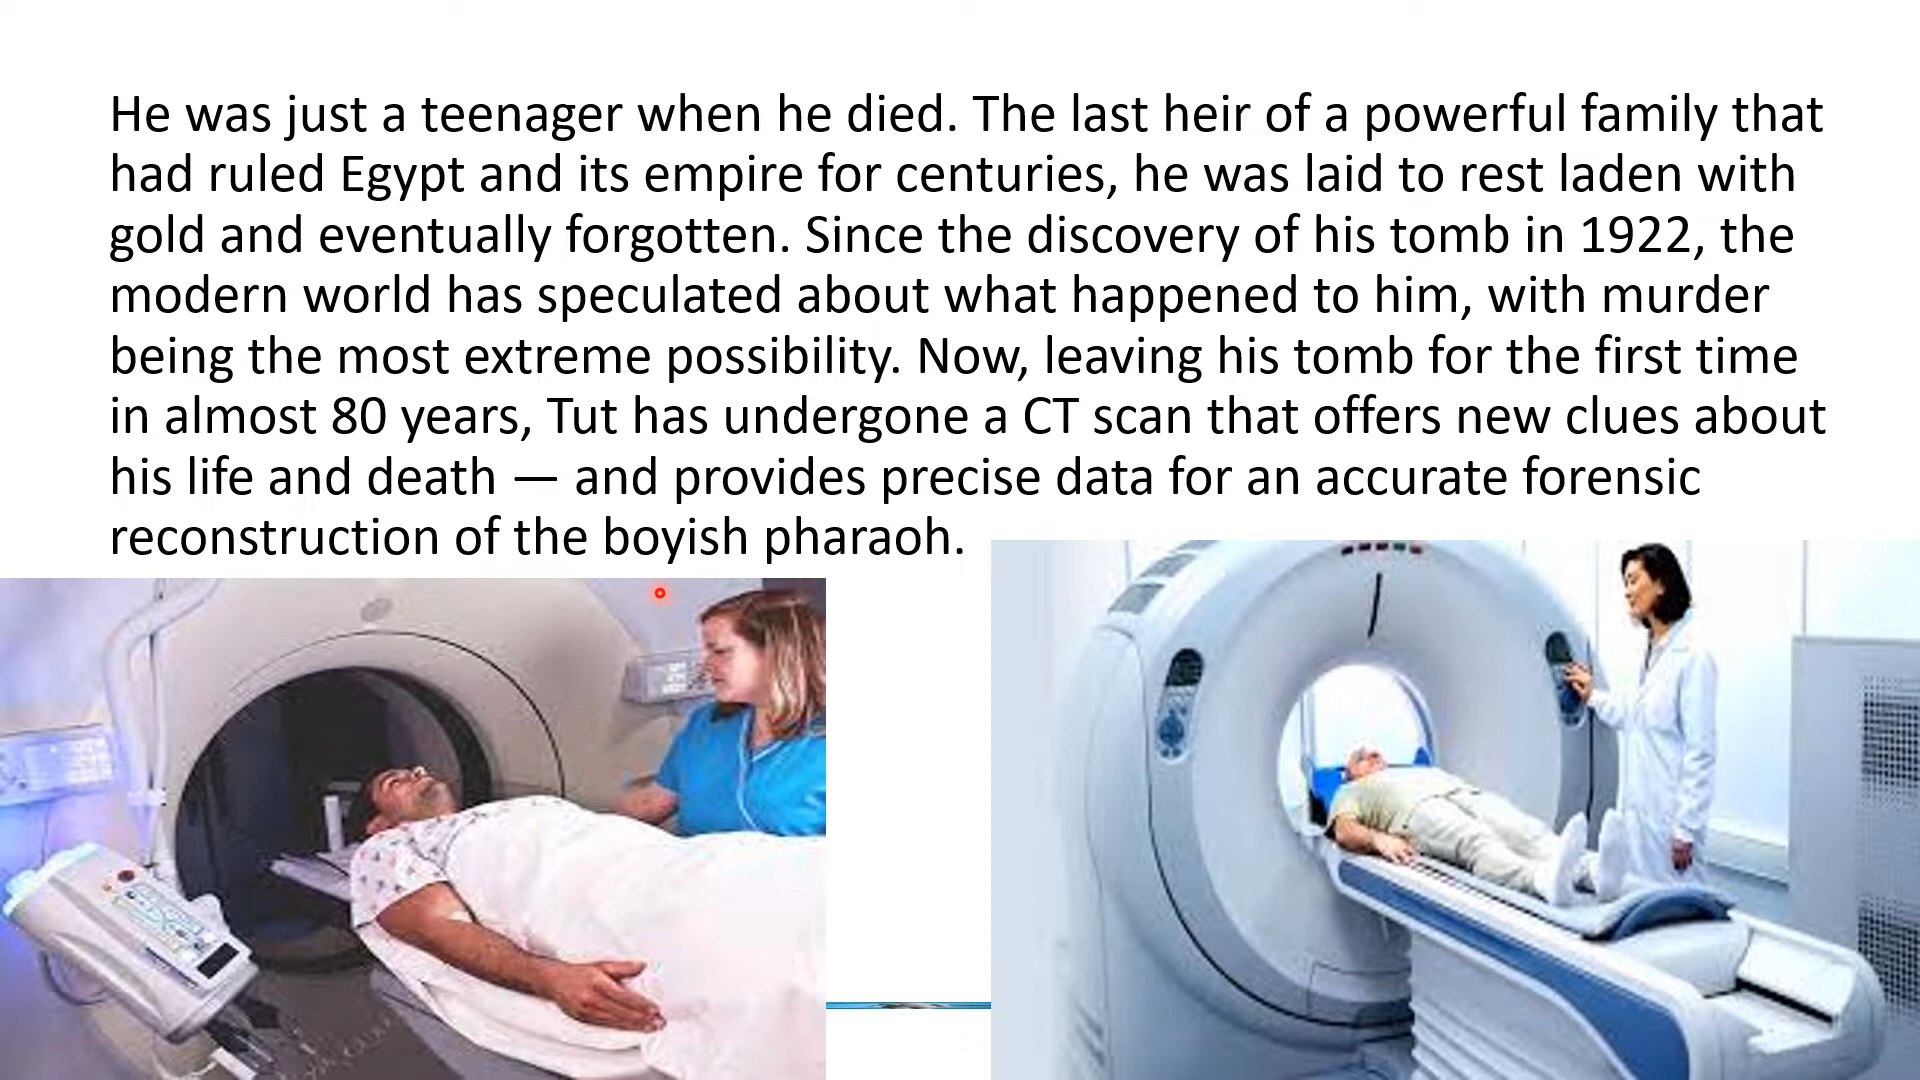 He was just a teenager when he died. The last heir of a powerful family that
had ruled Egypt and its empire for centuries, he was laid to rest laden with
gold and eventually forgotten. Since the discovery of his tomb in 1922, the
modern world has speculated about what happened to him, with murder
being the most extreme possibility. Now, leaving his tomb for the first time
in almost 80 years, Tut has undergone a CT scan that offers new clues about
his life and death — and provides precise data for an accurate forensic
reconstruction of the boyish pharaoh.